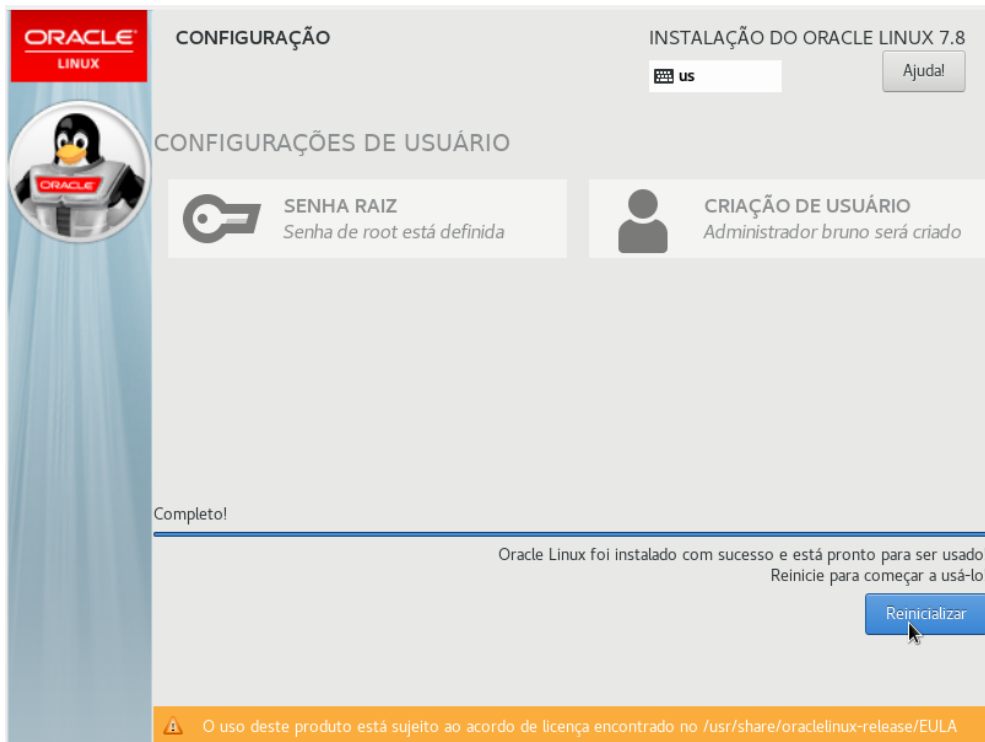 ORACLE
LINUX
CONFIGURAÇÃO
INSTALAÇÃO DO ORACLE LINUX 7.8
us
Ajuda!
ORACLE
CONFIGURAÇÕES DE USUÁRIO
SENHA RAIZ
Senha de root está definida
CRIAÇÃO DE USUÁRIO
Administrador bruno será criado
Completo!
Oracle Linux foi instalado com sucesso e está pronto para ser usado
Reinicie para começar a usá-lo
Reinicializar
O uso deste produto está sujeito ao acordo de licença encontrado no /usr/share/oraclelinux-release/EULA